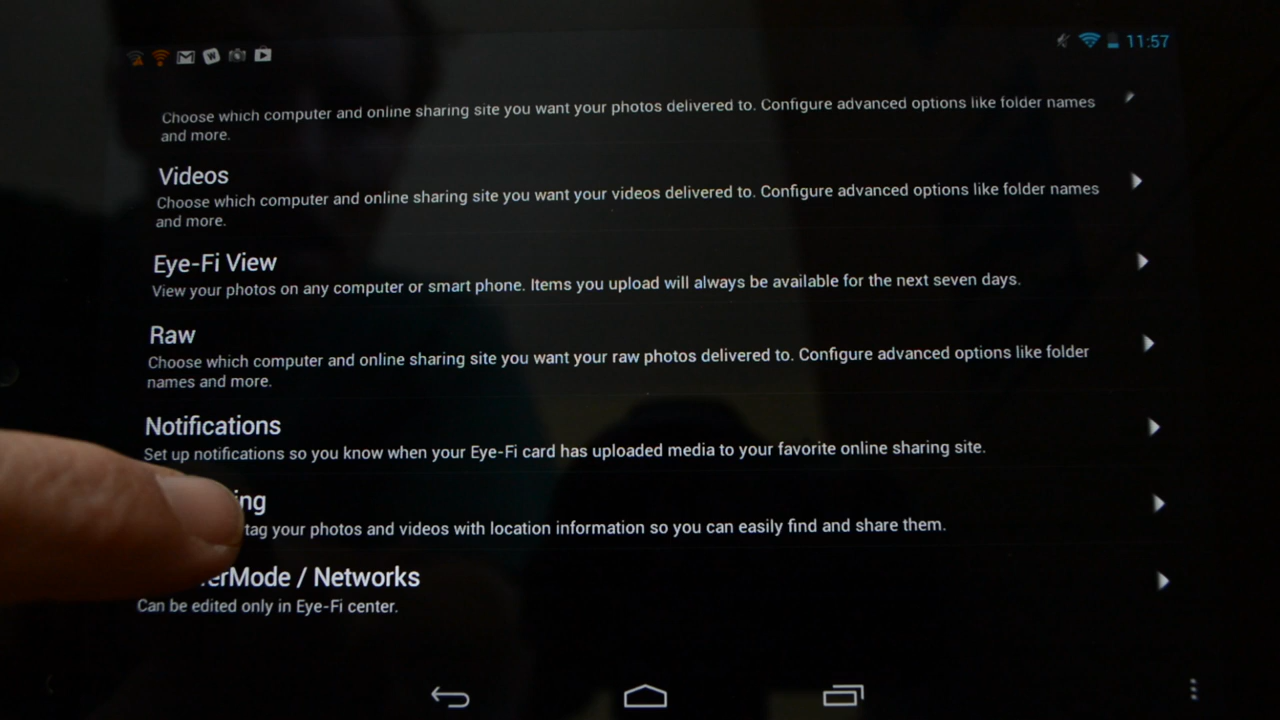 11:57
Choose which computer and online sharing site you want your photos delivered to. Configure advanced options like folder names
and more.
Videos
Choose which computer and online sharing site you want your videos delivered to. Configure advanced options like folder names
and more.
Eye-Fi View
View your photos on any computer or smart phone. Items you upload will always be available for the next seven days.
Raw
Choose which computer and online sharing site you want your raw photos delivered to. Configure advanced options like folder
names and more.
Notifications
Set up notifications so you know when your Eye-Fi card has uploaded media to your favorite online sharing site.
tag your photos and videos with location information so you can easily find and share them.
/ Networks
Can be edited only in Eye-Fi center.